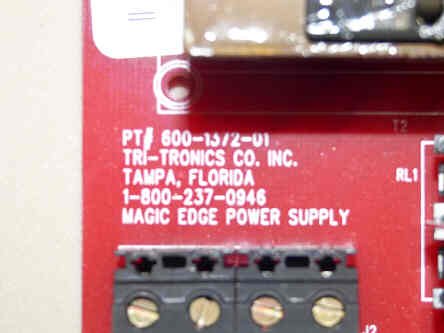 T2
PT# 600-1372-01
TRI-TRONICS CO. INC.
RL1
TAMPA, FLORIDA
1-800-237-0946
MAGIC EDGE POWER SUPPLY
J2